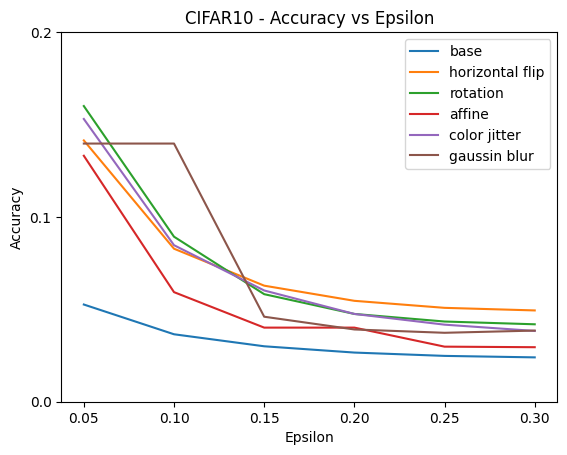 CIFAR10 - Accuracy vs Epsilon
0.2
0.1
0.0
Accuracy
base
horizontal flip
rotation
affine
color jitter
gaussin blur
0.05 0.10 0.15 0.20 0.25 0.30
Epsilon